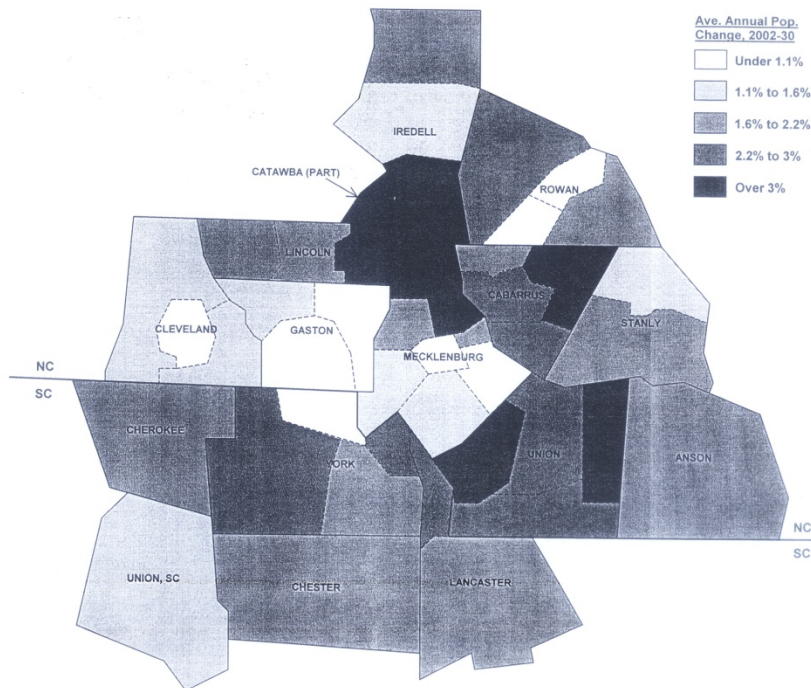 Ave. Annual Pop.
Change, 2002-30
Under 1.1%
1.1% to 1.6%
1.6% to 2.2%
2.2% to 3%
Over 3%
IREDELL
CATAWBA (PART)
ROWAN
LINCOLN
CABARRUS
CLEVELAND
GASTON
STANLY
MECKLENBURG
NC
SC
CHEROKEE
YORK
UNION
ANSON
NC
SC
UNION, SC
CHESTER
LANCASTER